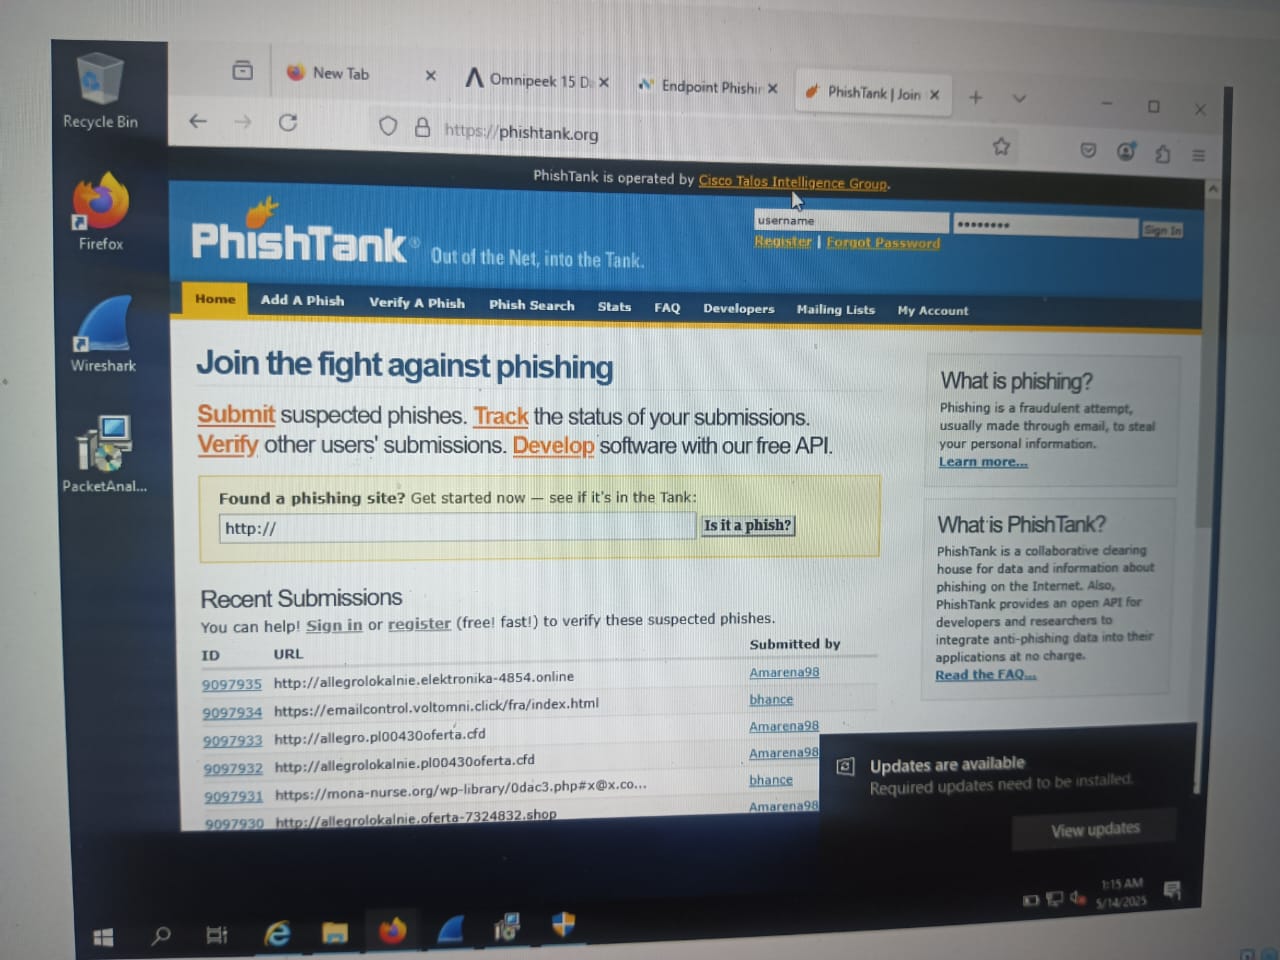 Recycle Bin
Firefox
Wireshark
PacketAnal...
New Tab
Omnipeek 15 D
Endpoint Phishin
PhishTank | Join
https://phishtank.org
PhishTank is operated by Cisco Talos Intelligence Group.
PhishTank®
Out of the Net, into the Tank.
username
•••••••• Sign In
Register | Forgot Password
Home Add A Phish Verify A Phish Phish Search Stats FAQ Developers Mailing Lists My Account
Join the fight against phishing
Submit suspected phishes. Track the status of your submissions.
Verify other users' submissions. Develop software with our free API.
Found a phishing site? Get started now — see if it's in the Tank:
http:// Is it a phish?
Recent Submissions
You can help! Sign in or register (free! fast!) to verify these suspected phishes.
ID URL Submitted by
9097935 http://allegrolokalnie.elektronika-4854.online Amarena98
9097934 https://emailcontrol.voltomni.click/fra/index.html bhance
9097933 http://allegro.pl00430oferta.cfd Amarena98
9097932 http://allegrolokalnie.pl00430oferta.cfd Amarena98
9097931 https://mona-nurse.org/wp-library/0dac3.php#x@x.co... bhance
9097930 http://allegrolokalnie.oferta-7324832.shop Amarena98
What is phishing?
Phishing is a fraudulent attempt,
usually made through email, to steal
your personal information.
Learn more...
What is PhishTank?
PhishTank is a collaborative clearing
house for data and information about
phishing on the Internet. Also,
PhishTank provides an open API for
developers and researchers to
integrate anti-phishing data into their
applications at no charge.
Read the FAQ...
Updates are available
Required updates need to be installed.
View updates
1:15 AM
5/14/2025